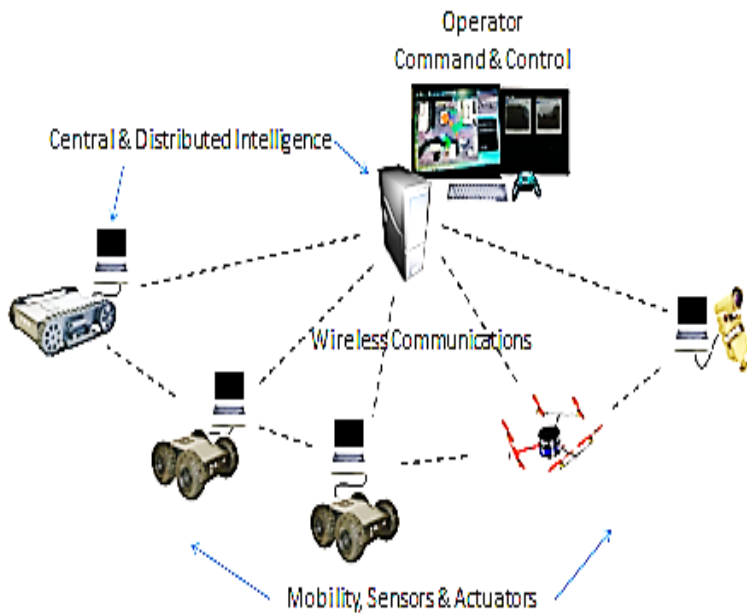 Operator
Command & Control
Central & Distributed Intelligence
Wireless Communications
Mobility, Sensors & Actuators